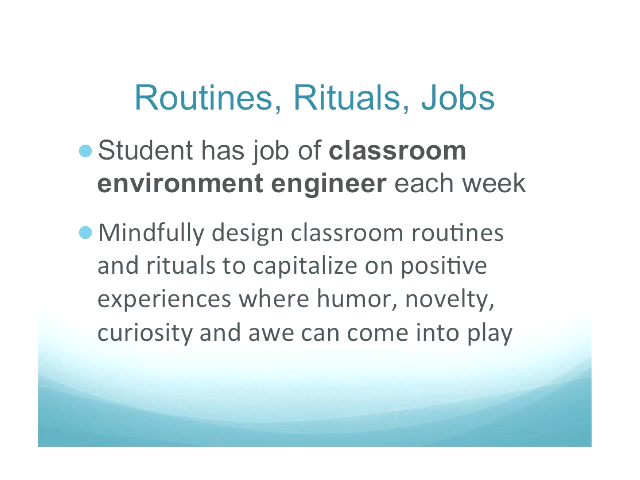 Routines, Rituals, Jobs
Student has job of classroom
environment engineer each week
Mindfully design classroom routines
and rituals to capitalize on positive
experiences where humor, novelty,
curiosity and awe can come into play